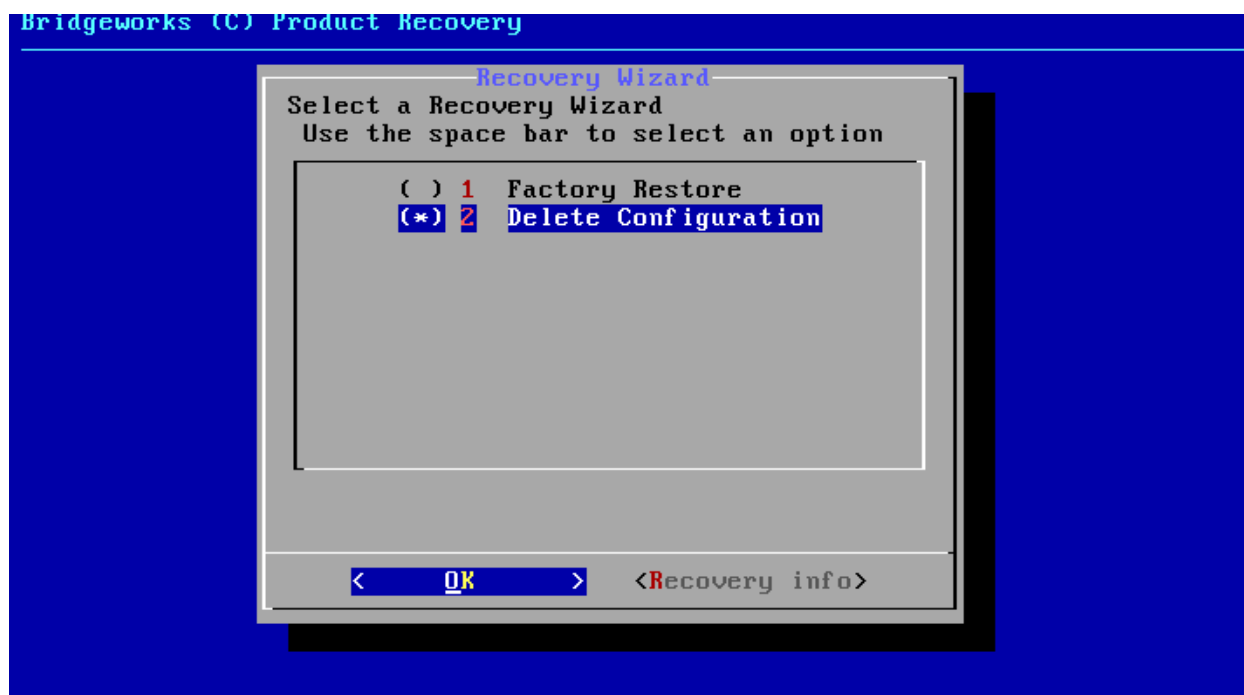 Bridgeworks (C) Product Recovery
Recovery Wizard
Select a Recovery Wizard
Use the space bar to select an option
( ) 1 Factory Restore
(*) 2 Delete Configuration
< OK > <Recovery info>